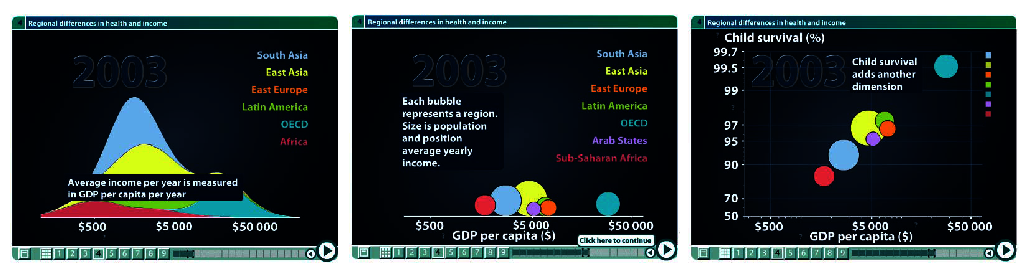 Regional differences in health and income
2003
South Asia
East Asia
East Europe
Latin America
OECD
Africa
Average income per year is measured
in GDP per capita per year
$500
$5 000
$50 000
1 2 3 4 5 6 7 8 9
Regional differences in health and income
2003
South Asia
East Asia
East Europe
Latin America
OECD
Arab States
Sub-Saharan Africa
Each bubble
represents a region.
Size is population
and position
average yearly
income.
$500
$5 000
$50 000
GDP per capita ($)
Click here to continue
1 2 3 4 5 6 7 8 9
Regional differences in health and income
Child survival (%)
2003
Child survival
adds another
dimension
99.7
99.5
99
97
95
90
70
50
$500
$5 000
$50 000
GDP per capita ($)
1 2 3 4 5 6 7 8 9